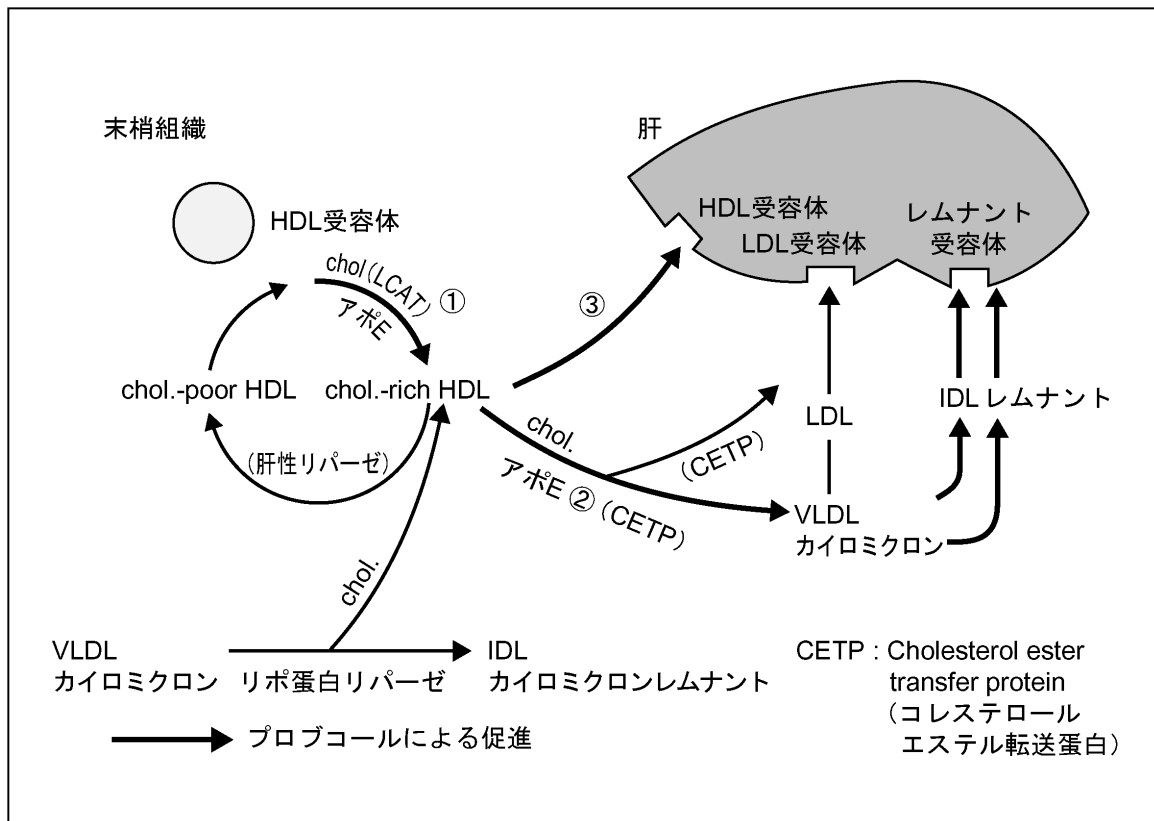 末梢組織
肝
HDL受容体
HDL受容体
LDL受容体
レムナント
受容体
chol(LCAT) ①
アポE
③
chol.-poor HDL
chol.-rich HDL
(肝性リパーゼ)
chol.
アポE ② (CETP)
(CETP)
LDL
IDL レムナント
VLDL
カイロミクロン
chol.
VLDL
カイロミクロン
リポ蛋白リパーゼ
IDL
カイロミクロンレムナント
プロブコールによる促進
CETP : Cholesterol ester
transfer protein
(コレステロール
エステル転送蛋白)